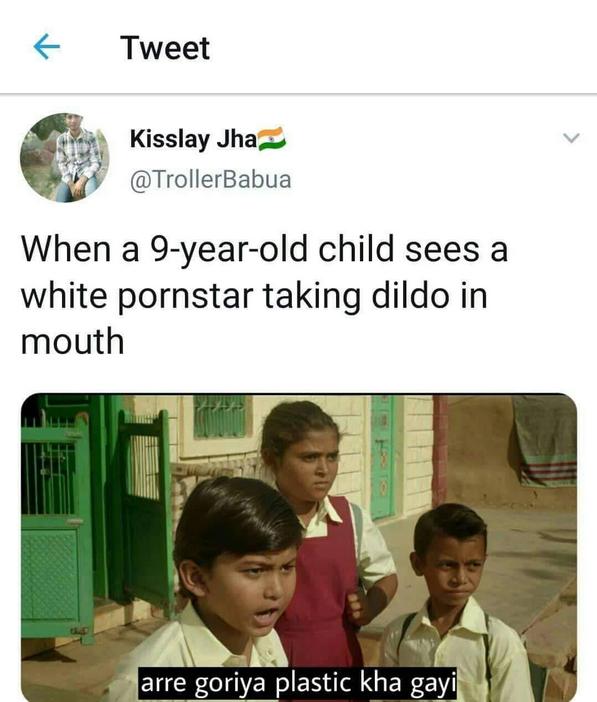 Tweet
Kisslay Jha🇮🇳
@TrollerBabua
When a 9-year-old child sees a
white pornstar taking dildo in
mouth
arre goriya plastic kha gayi